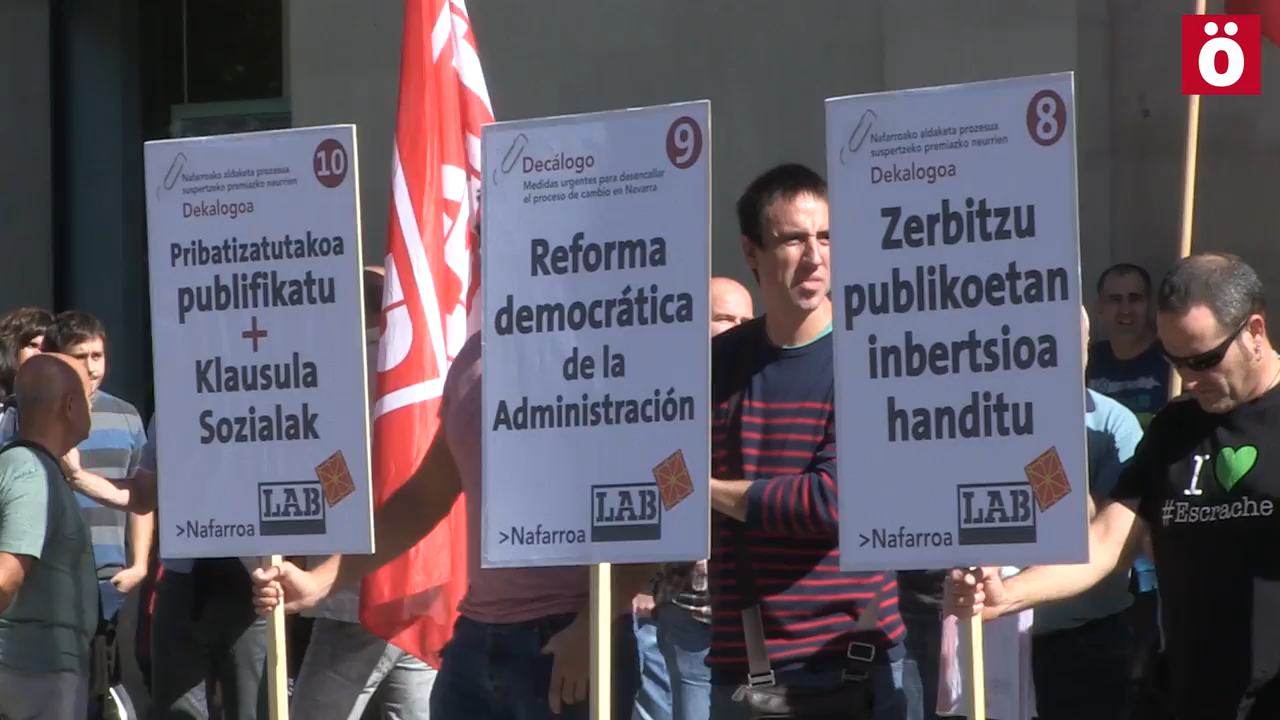 10
Nafarroako aldaketa prozesua
suspertzeko premiazko neurrien
Dekalogoa
Pribatizatutakoa
publifikatu
+
Klausula
Sozialak
LAB
>Nafarroa
9
Decálogo
Medidas urgentes para desencallar
el proceso de cambio en Navarra
Reforma
democrática
de la
Administración
LAB
>Nafarroa
8
Nafarroako aldaketa prozesua
suspertzeko premiazko neurrien
Dekalogoa
Zerbitzu
publikoetan
inbertsioa
handitu
LAB
>Nafarroa
I
#Escrache
ö